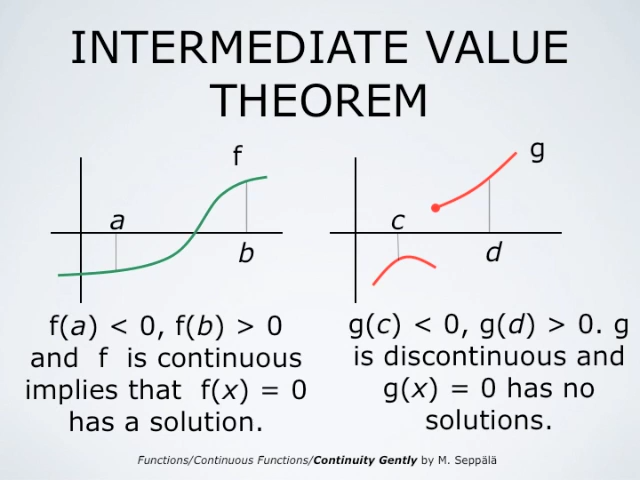 INTERMEDIATE VALUE
THEOREM
f
g
a
b
c
d
f(a) < 0, f(b) > 0
and f is continuous
implies that f(x) = 0
has a solution.
g(c) < 0, g(d) > 0. g
is discontinuous and
g(x) = 0 has no
solutions.
Functions/Continuous Functions/Continuity Gently by M. Seppälä